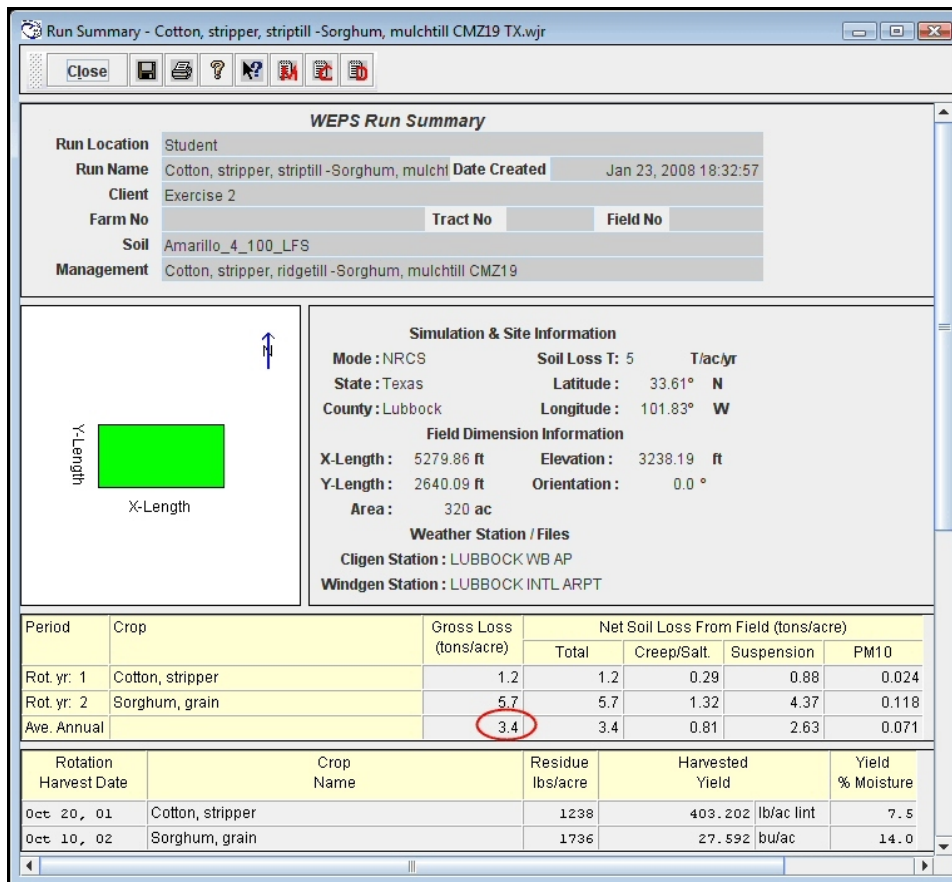 Run Summary - Cotton, stripper, striptill -Sorghum, mulchtill CMZ19 TX.wjr
Close
WEPS Run Summary
Run Location Student
Run Name Cotton, stripper, striptill -Sorghum, mulcht Date Created Jan 23, 2008 18:32:57
Client Exercise 2
Farm No Tract No Field No
Soil Amarillo_4_100_LFS
Management Cotton, stripper, ridgetill -Sorghum, mulchtill CMZ19
N
Y-Length
X-Length
Simulation & Site Information
Mode : NRCS Soil Loss T: 5 T/ac/yr
State : Texas Latitude : 33.61° N
County : Lubbock Longitude : 101.83° W
Field Dimension Information
X-Length : 5279.86 ft Elevation : 3238.19 ft
Y-Length : 2640.09 ft Orientation : 0.0 °
Area : 320 ac
Weather Station / Files
Cligen Station : LUBBOCK WB AP
Windgen Station : LUBBOCK INTL ARPT
Period Crop Gross Loss Net Soil Loss From Field (tons/acre)
(tons/acre) Total Creep/Salt. Suspension PM10
Rot. yr: 1 Cotton, stripper 1.2 1.2 0.29 0.88 0.024
Rot. yr: 2 Sorghum, grain 5.7 5.7 1.32 4.37 0.118
Ave. Annual 3.4 3.4 0.81 2.63 0.071
Rotation Crop Residue Harvested Yield
Harvest Date Name lbs/acre Yield % Moisture
Oct 20, 01 Cotton, stripper 1238 403.202 lb/ac lint 7.5
Oct 10, 02 Sorghum, grain 1736 27.592 bu/ac 14.0